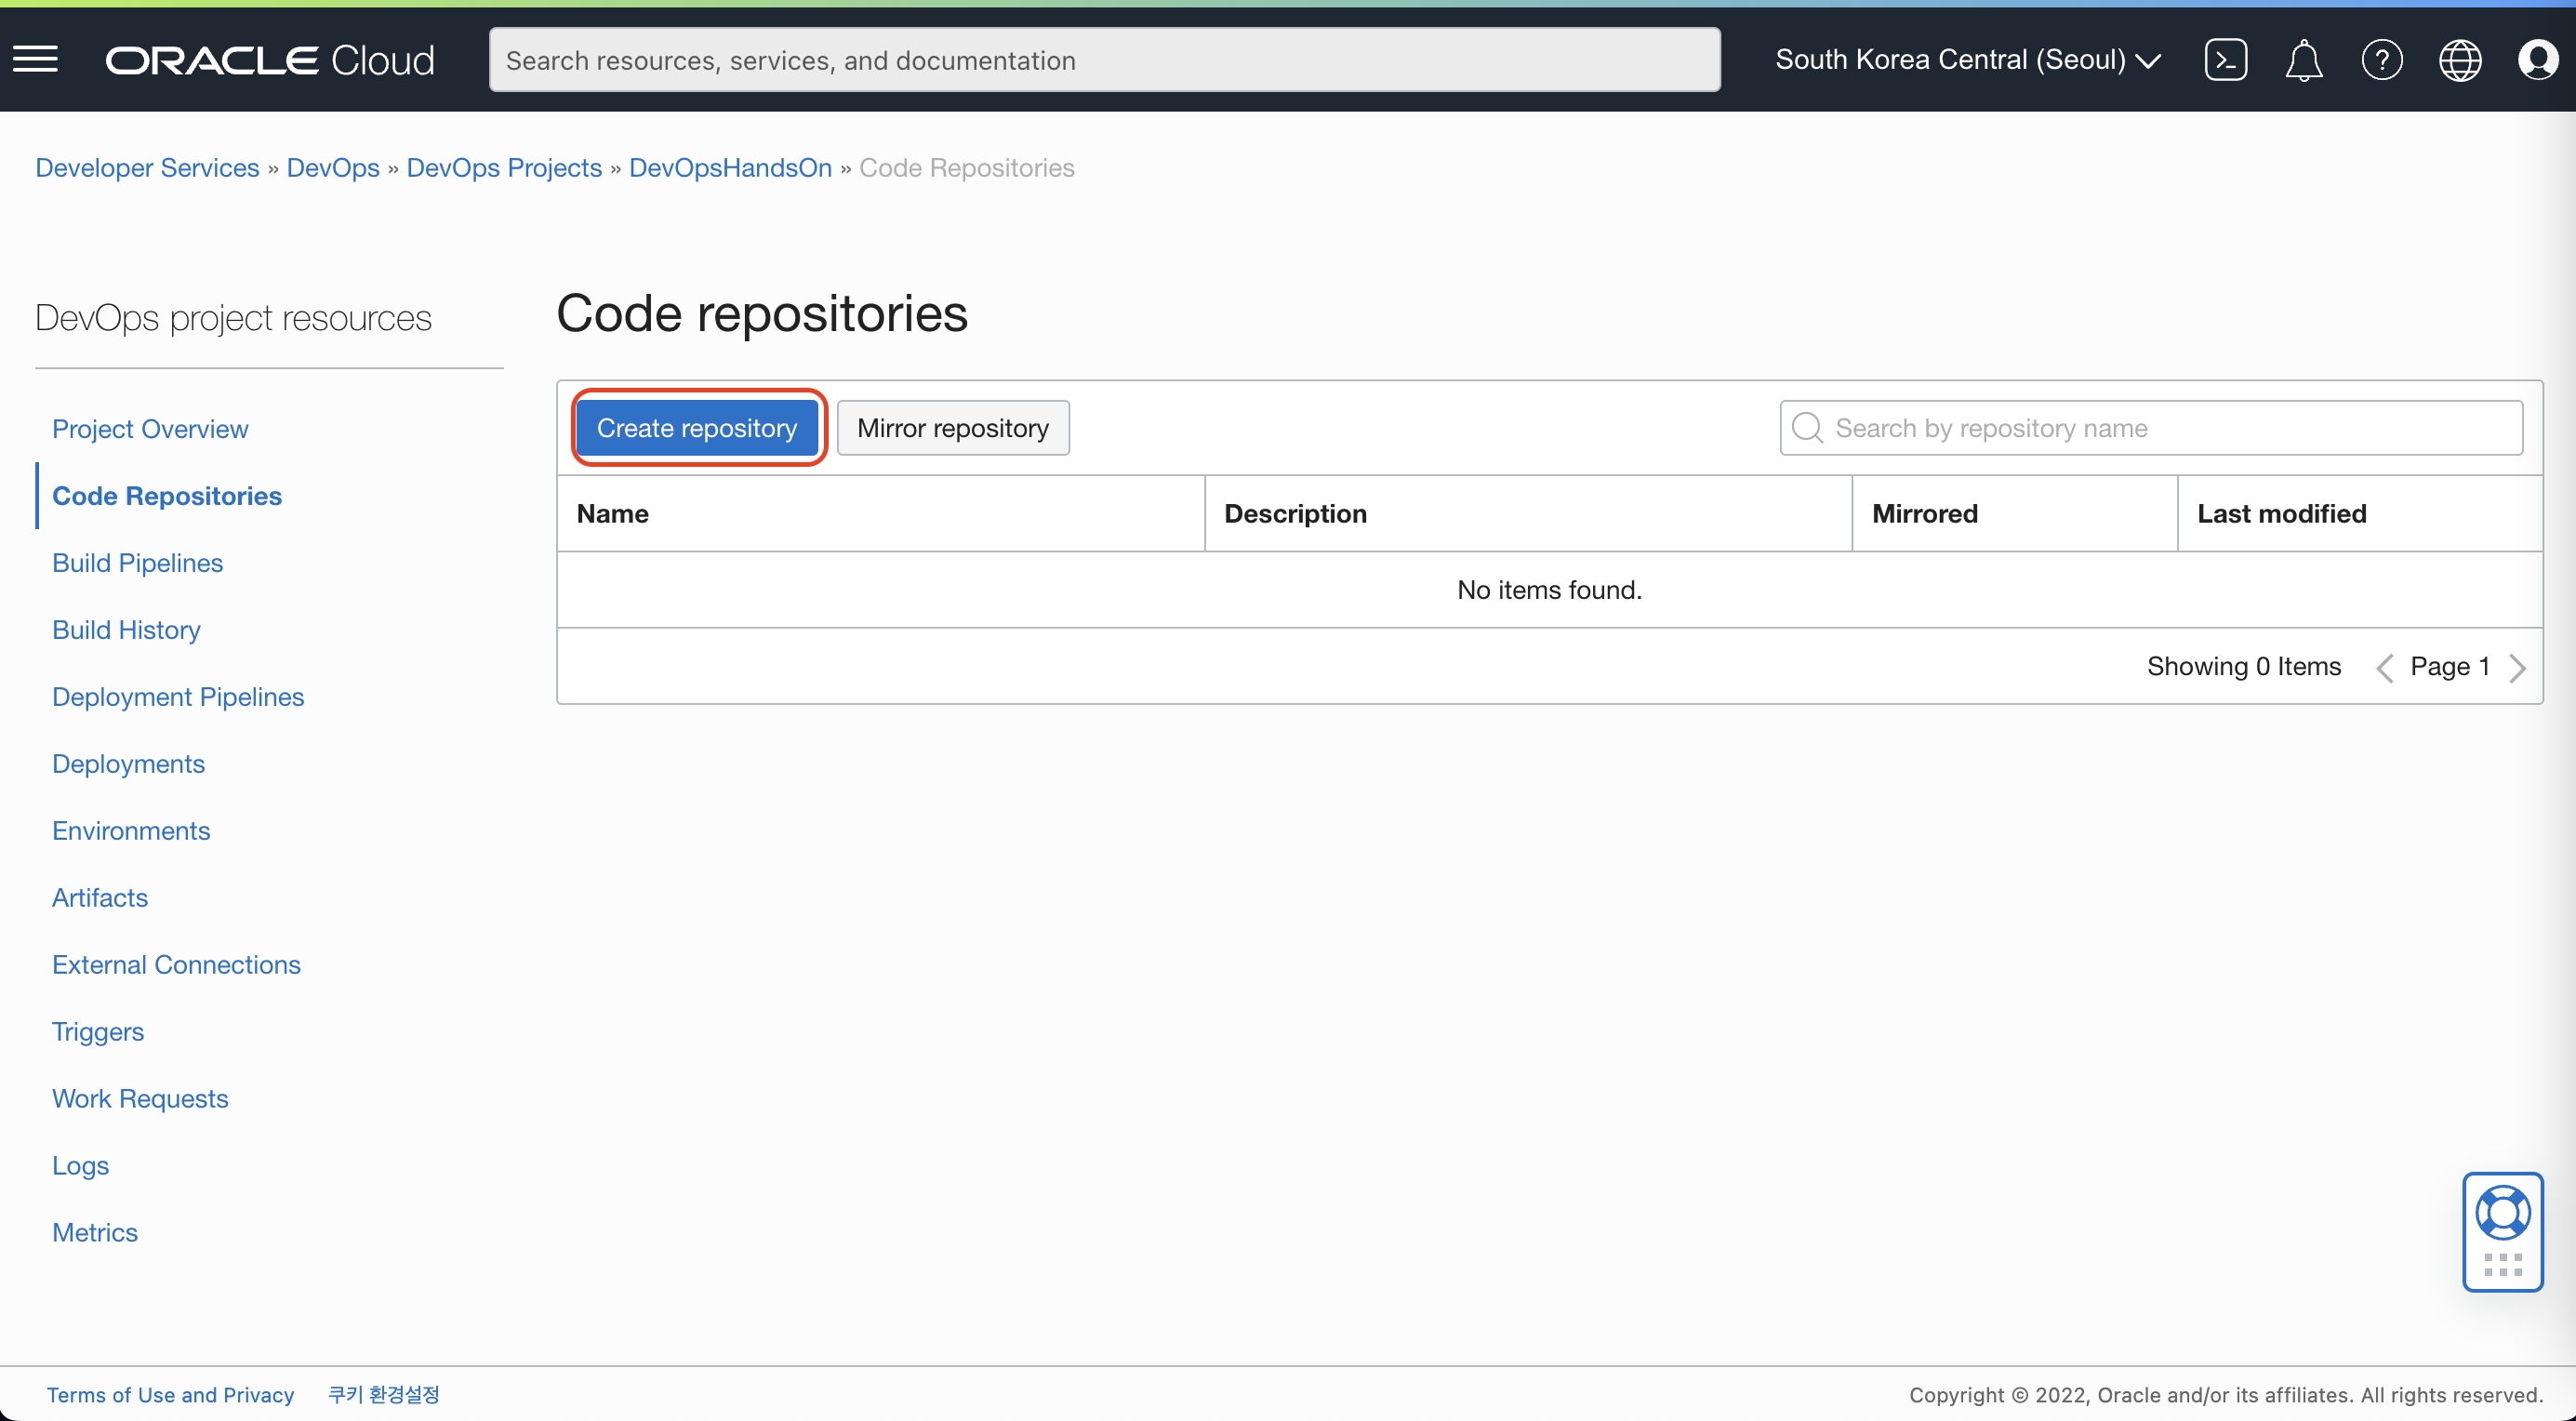 ORACLE Cloud
Search resources, services, and documentation
South Korea Central (Seoul)
Developer Services » DevOps » DevOps Projects » DevOpsHandsOn » Code Repositories
DevOps project resources
Project Overview
Code Repositories
Build Pipelines
Build History
Deployment Pipelines
Deployments
Environments
Artifacts
External Connections
Triggers
Work Requests
Logs
Metrics
Code repositories
Create repository Mirror repository Search by repository name
Name Description Mirrored Last modified
No items found.
Showing 0 Items Page 1
Terms of Use and Privacy 쿠키 환경설정 Copyright © 2022, Oracle and/or its affiliates. All rights reserved.